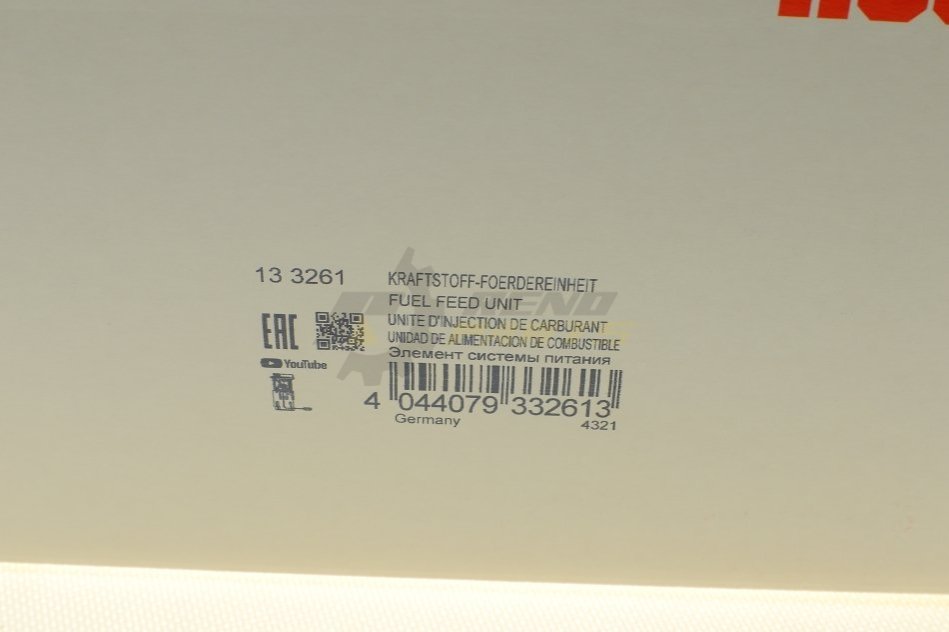 13 3261
KRAFTSTOFF-FOERDEREINHEIT
FUEL FEED UNIT
UNITE D'INJECTION DE CARBURANT
UNIDAD DE ALIMENTACION DE COMBUSTIBLE
Элемент системы питания
EAC
YouTube
4 044079 332613
Germany
4321